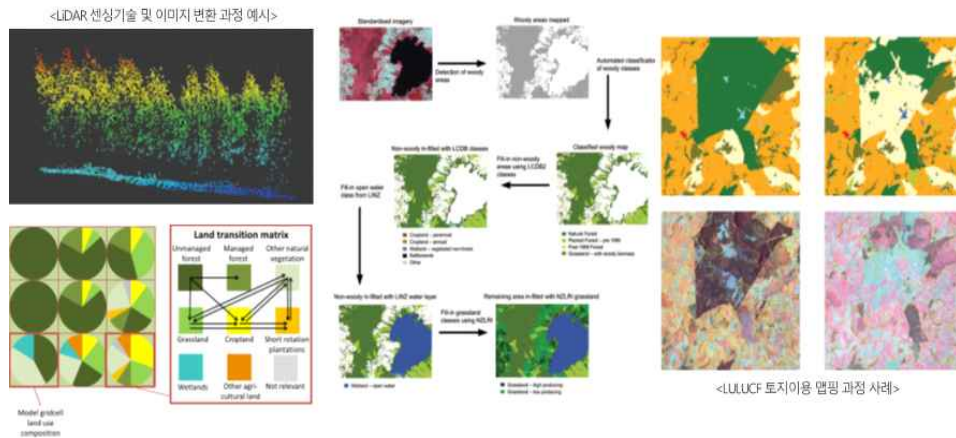 <LiDAR 센싱기술 및 이미지 변환 과정 예시>
Land transition matrix
Unmanaged
forest
Managed
forest
Other natural
vegetation
Grassland
Cropland
Short rotation
plantations
Wetlands
Other agri-
cultural land
Not relevant
Model gridcell
land use
composition
Standardised imagery
Detection of woody
areas
Woody areas mapped
Automated classification
of woody classes
Classified woody map
Natural Forest
Planted Forest – pre 1990
Post 1989 Forest
Grassland – with woody biomass
Fill-in non-woody
areas using LCDB2
classes
Non-woody in-filled with LCDB classes
Cropland – perennial
Cropland – annual
Wetland – vegetated non-forest
Settlements
Other
Fill-in open water
class from LINZ
Non-woody in-filled with LINZ water layer
Wetland – open water
Fill-in grassland
classes using NZLRI
Remaining area in-filled with NZLRI grassland
Grassland – high producing
Grassland – low producing
<LULUCF 토지이용 맵핑 과정 사례>